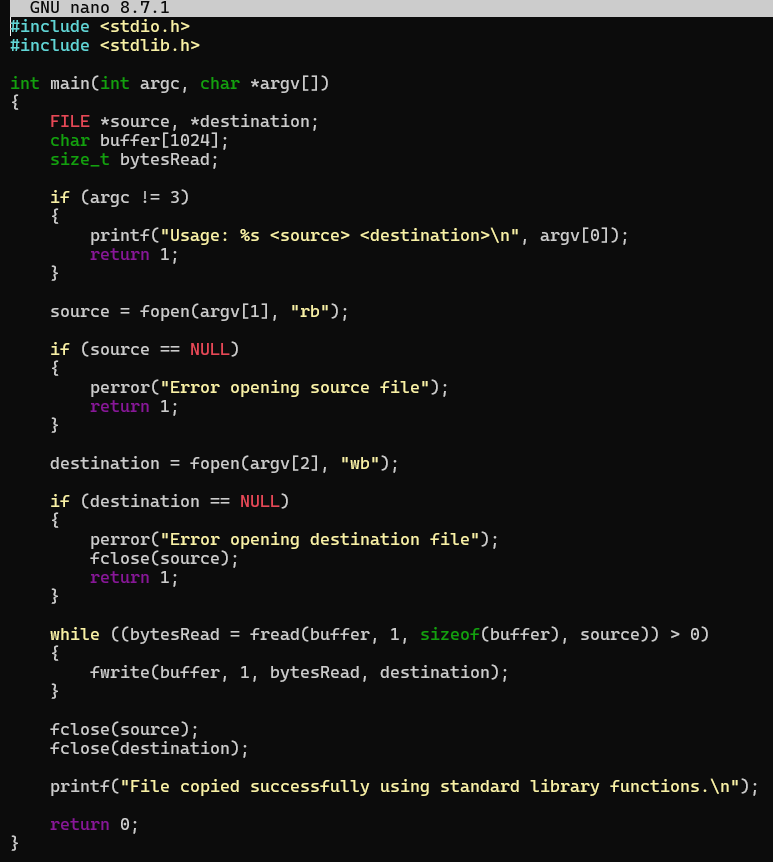 GNU nano 8.7.1
#include <stdio.h>
#include <stdlib.h>

int main(int argc, char *argv[])
{
    FILE *source, *destination;
    char buffer[1024];
    size_t bytesRead;

    if (argc != 3)
    {
        printf("Usage: %s <source> <destination>\n", argv[0]);
        return 1;
    }

    source = fopen(argv[1], "rb");

    if (source == NULL)
    {
        perror("Error opening source file");
        return 1;
    }

    destination = fopen(argv[2], "wb");

    if (destination == NULL)
    {
        perror("Error opening destination file");
        fclose(source);
        return 1;
    }

    while ((bytesRead = fread(buffer, 1, sizeof(buffer), source)) > 0)
    {
        fwrite(buffer, 1, bytesRead, destination);
    }

    fclose(source);
    fclose(destination);

    printf("File copied successfully using standard library functions.\n");

    return 0;
}